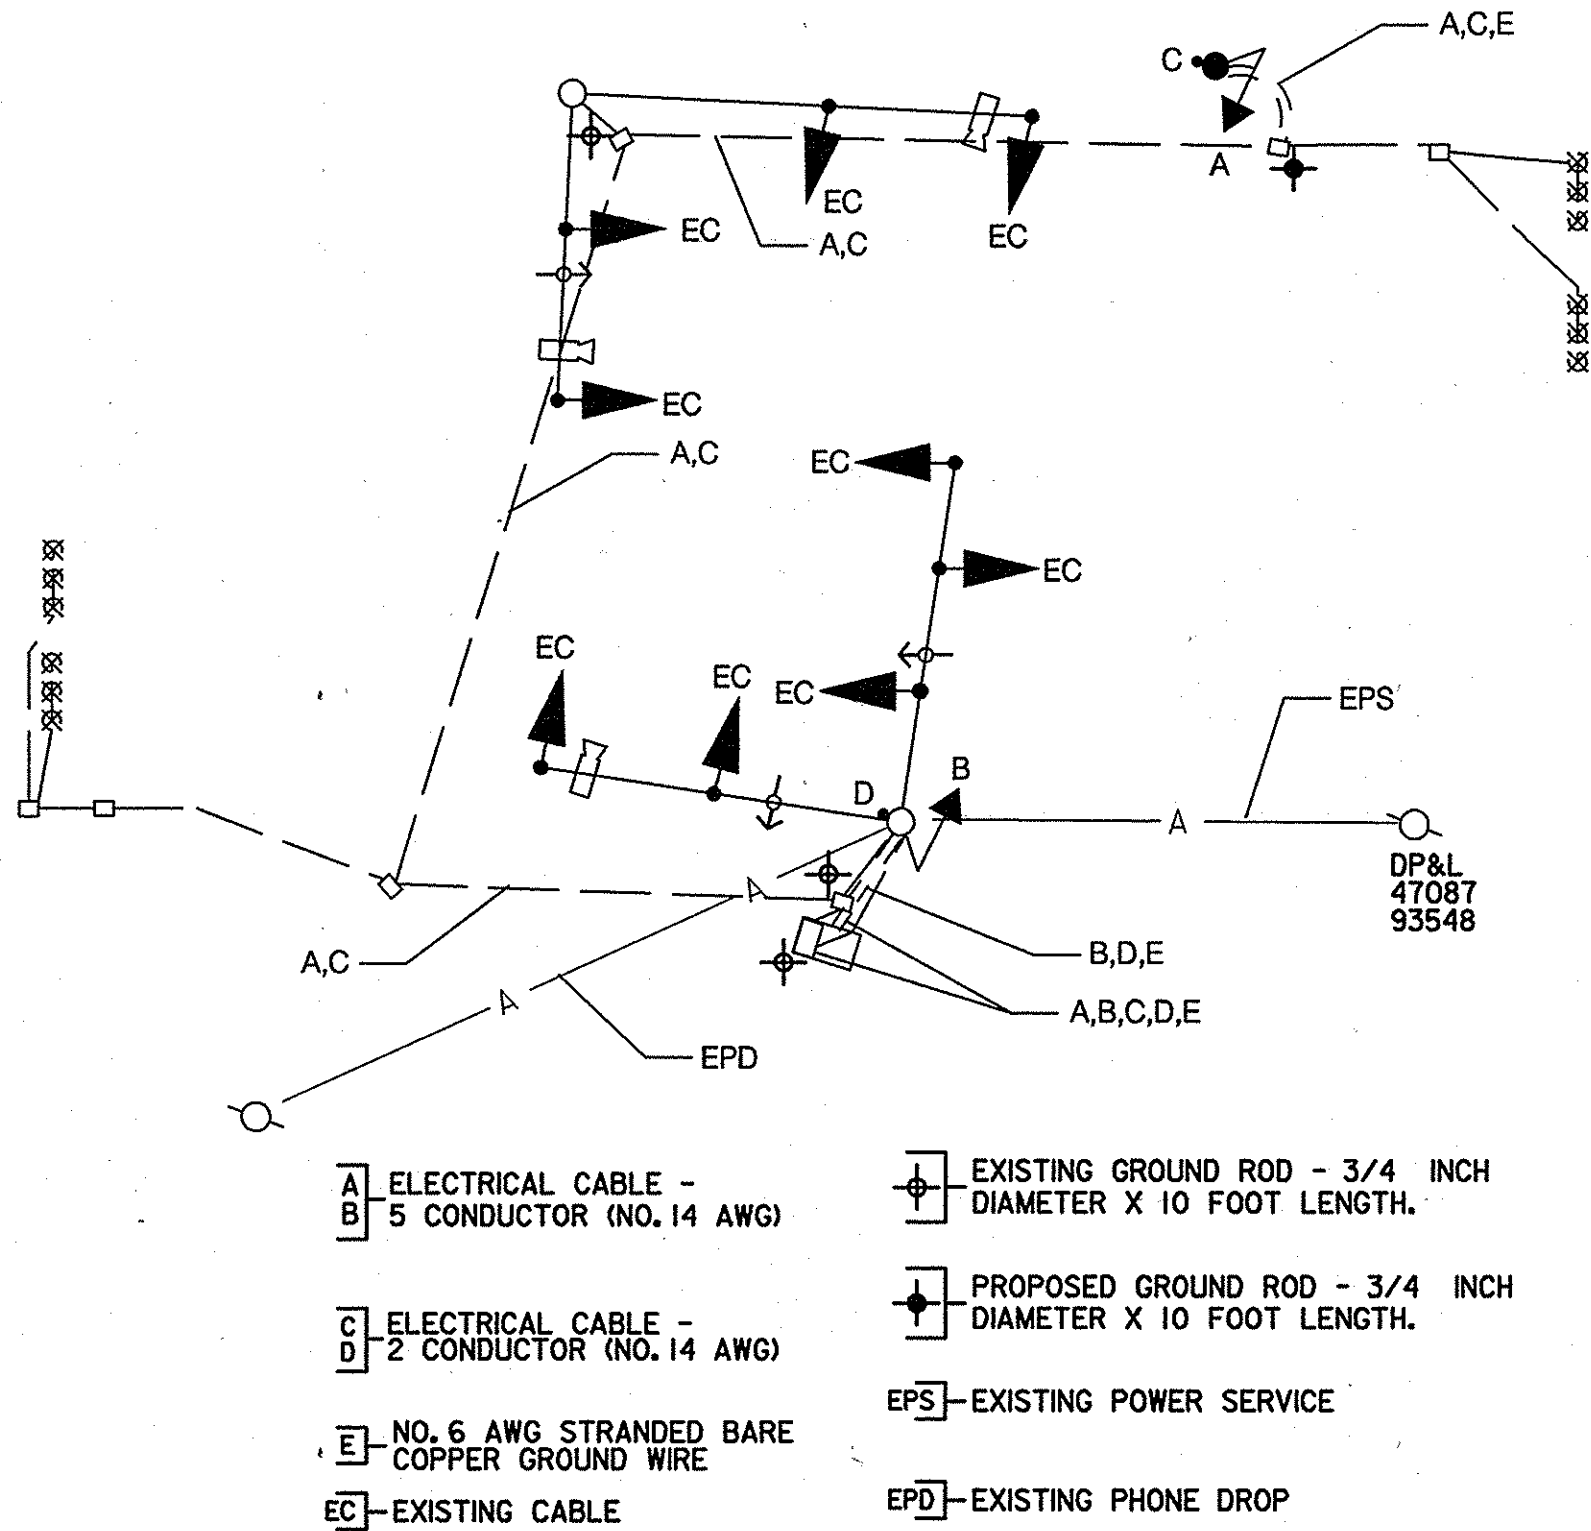 A,C,E
C
A
EC
EC
EC
A,C
EC
A,C
EC
EC
EC
EC
EC
EPS
B
D
A
DP&L
47087
93548
A
B,D,E
A,C
A,B,C,D,E
A
EPD
A
B
ELECTRICAL CABLE -
5 CONDUCTOR (NO. 14 AWG)
C
D
ELECTRICAL CABLE -
2 CONDUCTOR (NO. 14 AWG)
E
NO. 6 AWG STRANDED BARE
COPPER GROUND WIRE
EC EXISTING CABLE
EXISTING GROUND ROD - 3/4 INCH
DIAMETER X 10 FOOT LENGTH.
PROPOSED GROUND ROD - 3/4 INCH
DIAMETER X 10 FOOT LENGTH.
EPS EXISTING POWER SERVICE
EPD EXISTING PHONE DROP